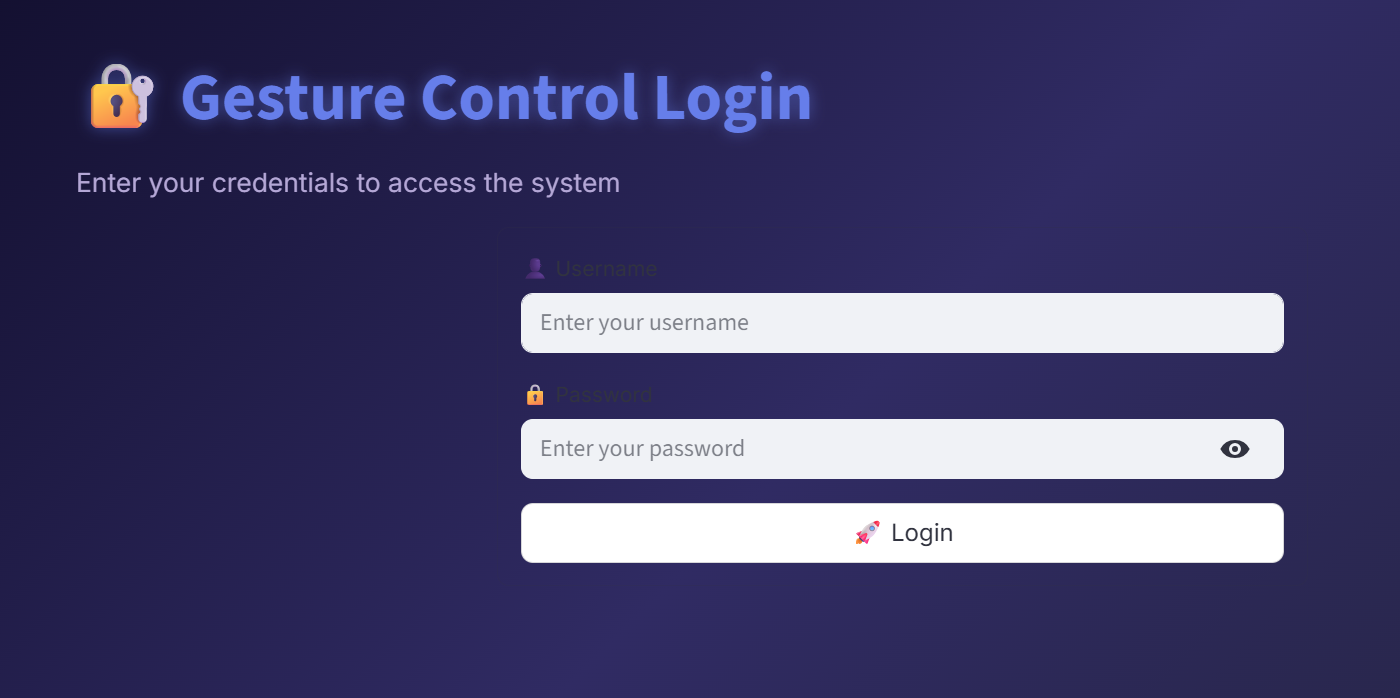 🔐 Gesture Control Login
Enter your credentials to access the system
👤 Username
Enter your username
🔒 Password
Enter your password
🚀 Login